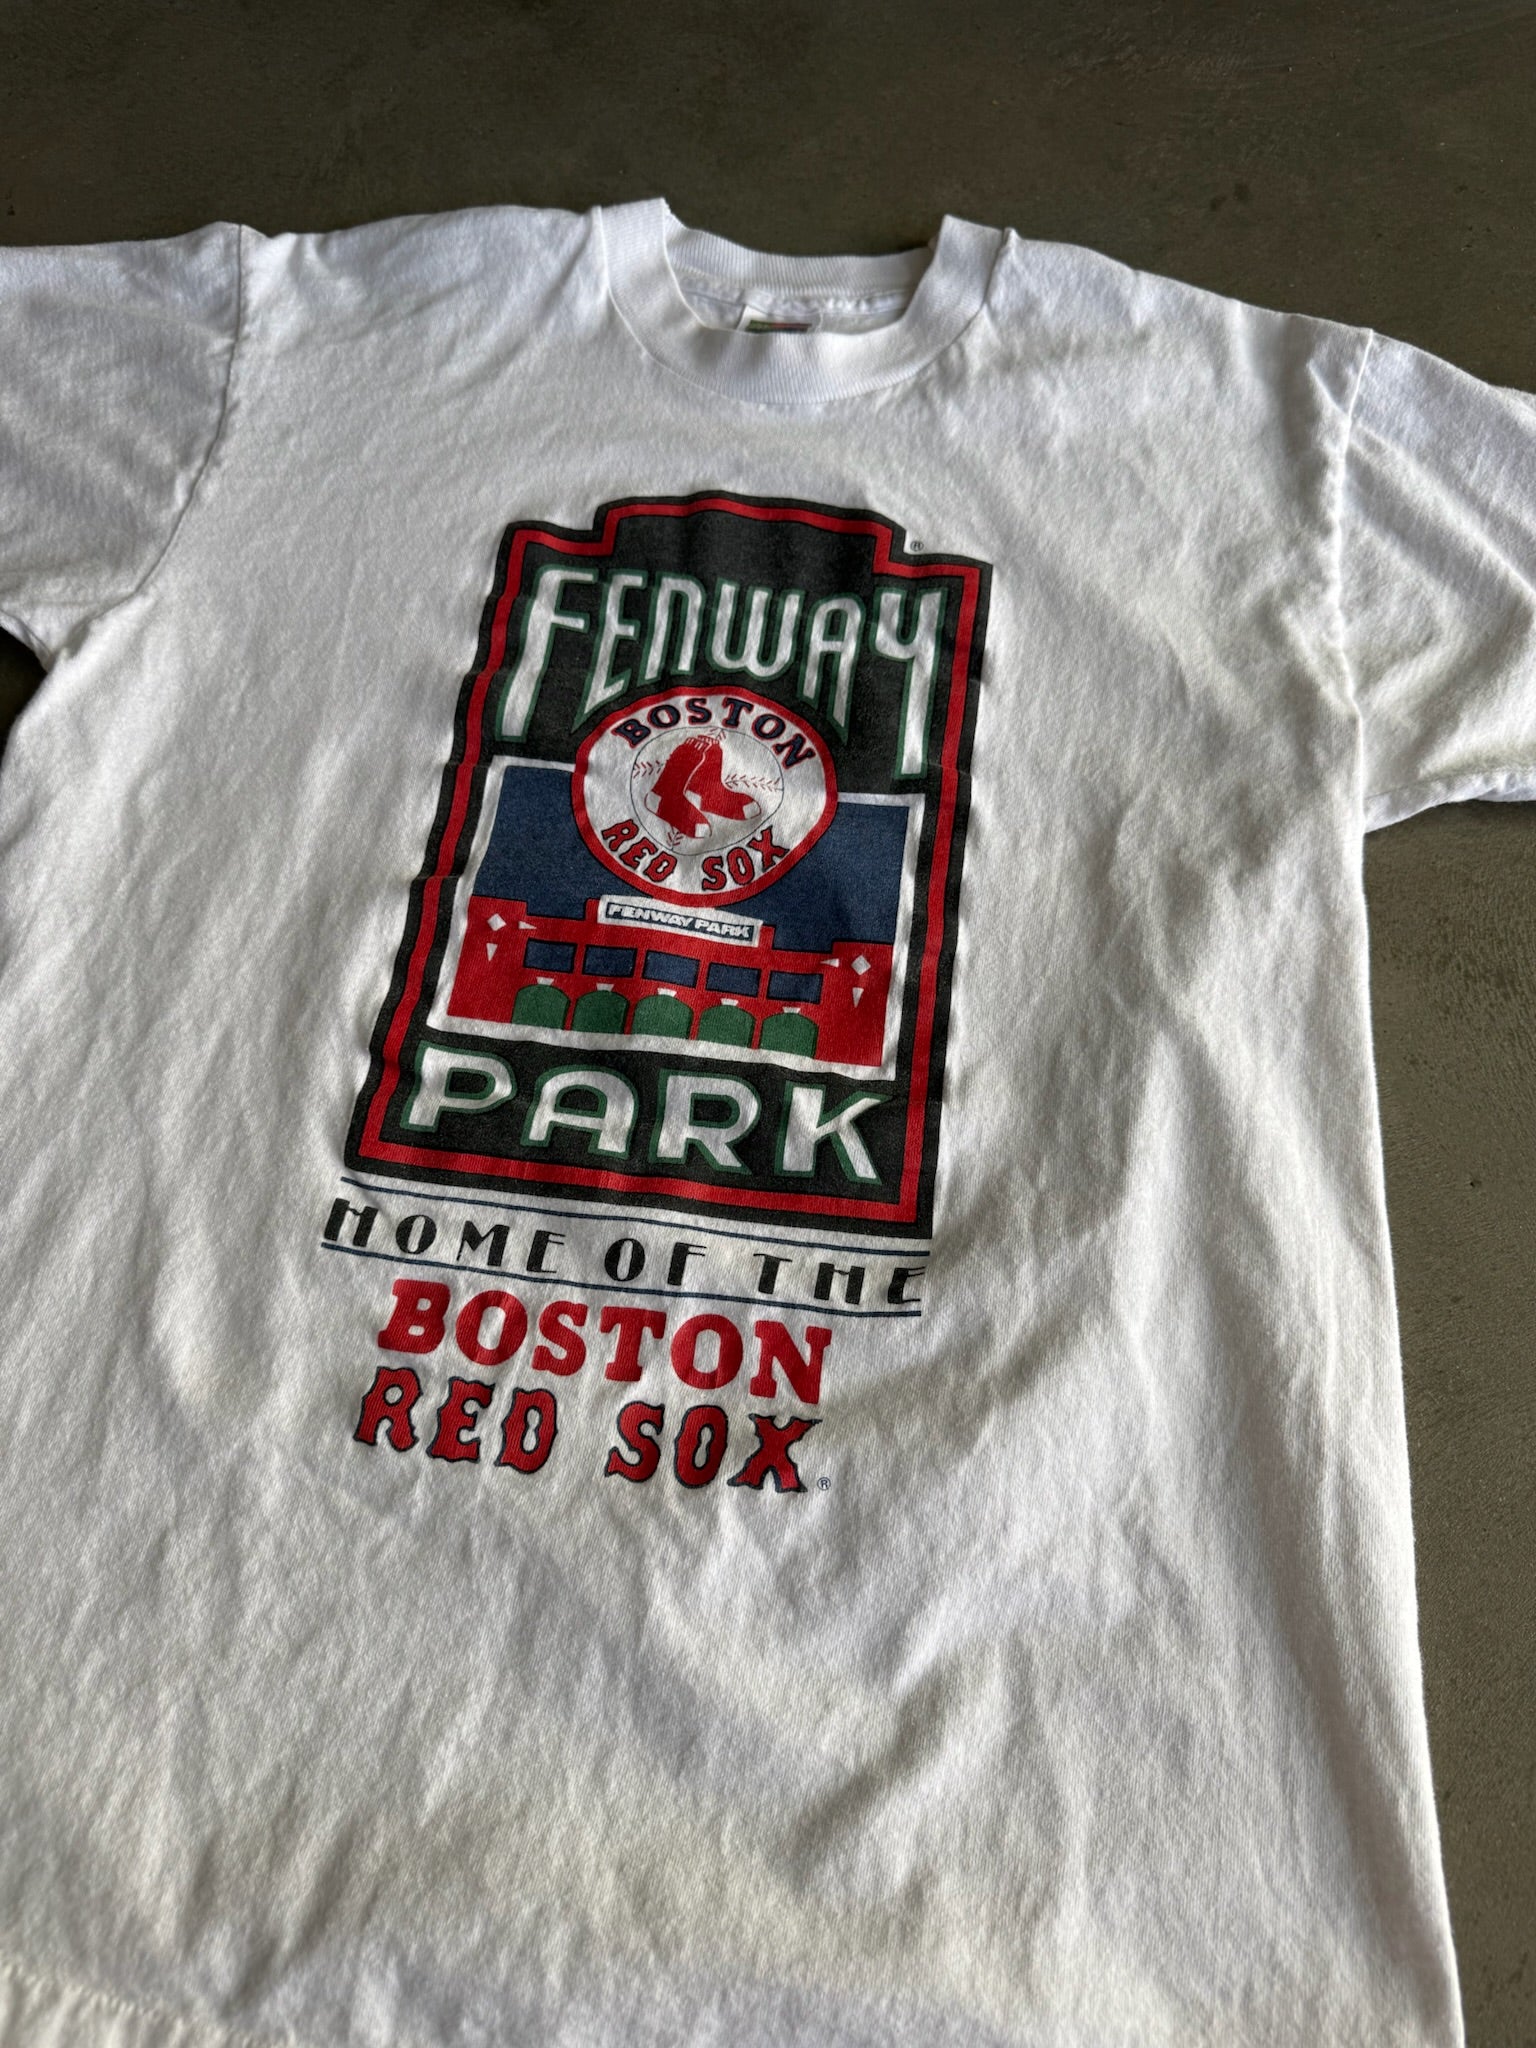 ®
FENWAY
BOSTON
RED SOX
FENWAY PARK
PARK
HOME OF THE
BOSTON
RED SOX®